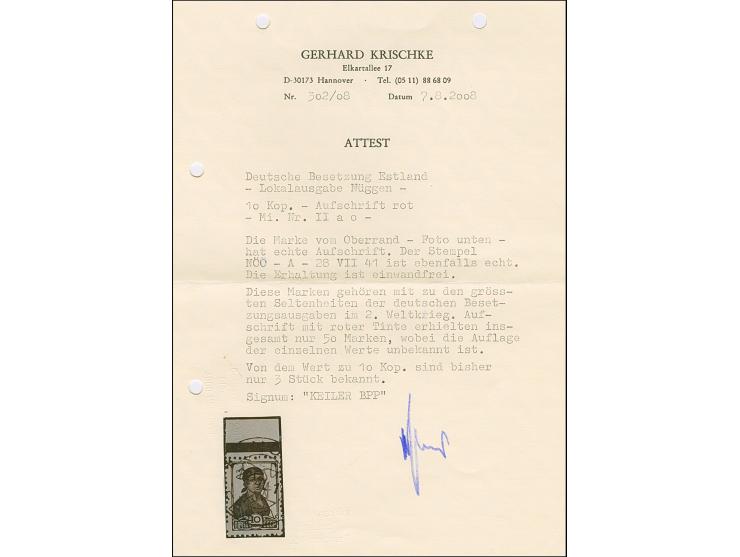 GERHARD KRISCHKE
Elkartallee 17
D-30173 Hannover · Tel. (05 11) 88 68 09
Nr. 302/08 Datum 7.8.2008
ATTEST
Deutsche Besetzung Estland
- Lokalausgabe Nüggen -
10 Kop. - Aufschrift rot
- Mi. Nr. II a o -
Die Marke vom Oberrand - Foto unten -
hat echte Aufschrift. Der Stempel
NÖO - A - 28 VII 41 ist ebenfalls echt.
Die Erhaltung ist einwandfrei.
Diese Marken gehören mit zu den gröss-
ten Seltenheiten der deutschen Beset-
zungsausgaben im 2. Weltkrieg. Auf-
schrift mit roter Tinte erhielten ins-
gesamt nur 50 Marken, wobei die Auflage
der einzelnen Werte unbekannt ist.
Von dem Wert zu 10 Kop. sind bisher
nur 3 Stück bekannt.
Signum: "KEILER BPP"
10